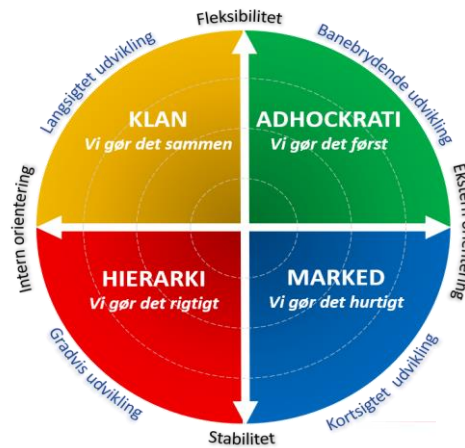 Fleksibilitet
Langsigtet udvikling
Banebrydende udvikling
KLAN
Vi gør det sammen
ADHOCKRATI
Vi gør det først
Intern orientering
Ekstern orientering
HIERARKI
Vi gør det rigtigt
MARKED
Vi gør det hurtigt
Gradvis udvikling
Kortsigtet udvikling
Stabilitet